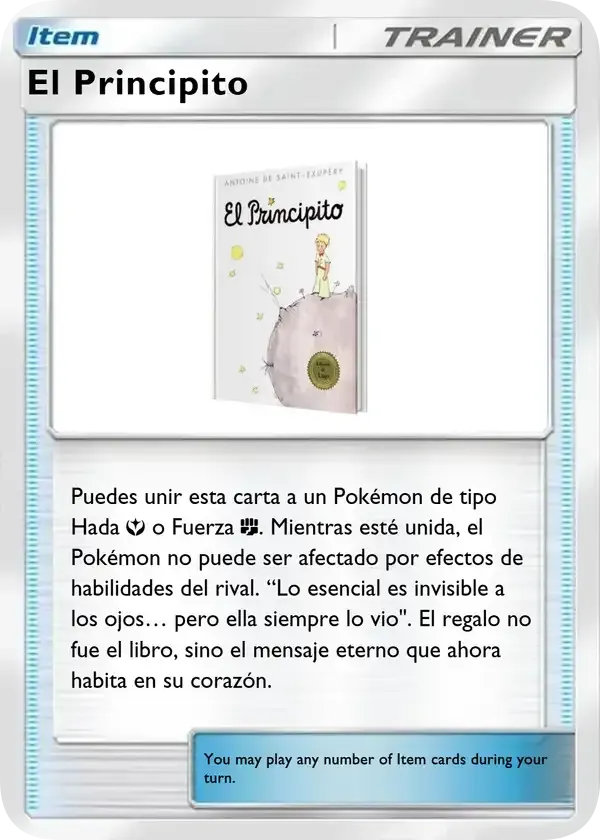 Item | TRAINER
El Principito
ANTOINE DE SAINT-EXUPÉRY
El Principito
Puedes unir esta carta a un Pokémon de tipo
Hada o Fuerza. Mientras esté unida, el
Pokémon no puede ser afectado por efectos de
habilidades del rival. “Lo esencial es invisible a
los ojos… pero ella siempre lo vio". El regalo no
fue el libro, sino el mensaje eterno que ahora
habita en su corazón.
You may play any number of Item cards during your
turn.